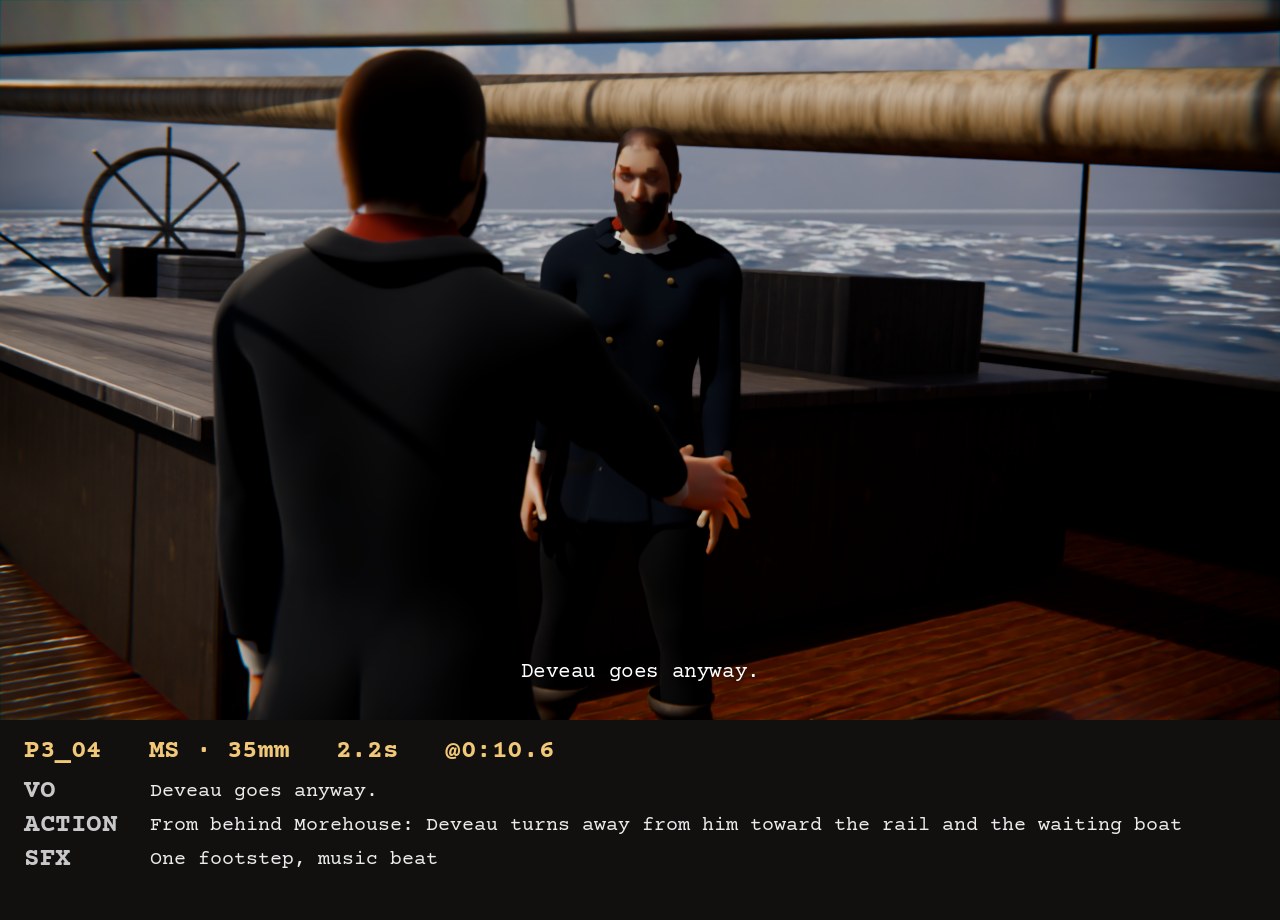 Deveau goes anyway.
P3_04 MS · 35mm 2.2s @0:10.6
VO Deveau goes anyway.
ACTION From behind Morehouse: Deveau turns away from him toward the rail and the waiting boat
SFX One footstep, music beat